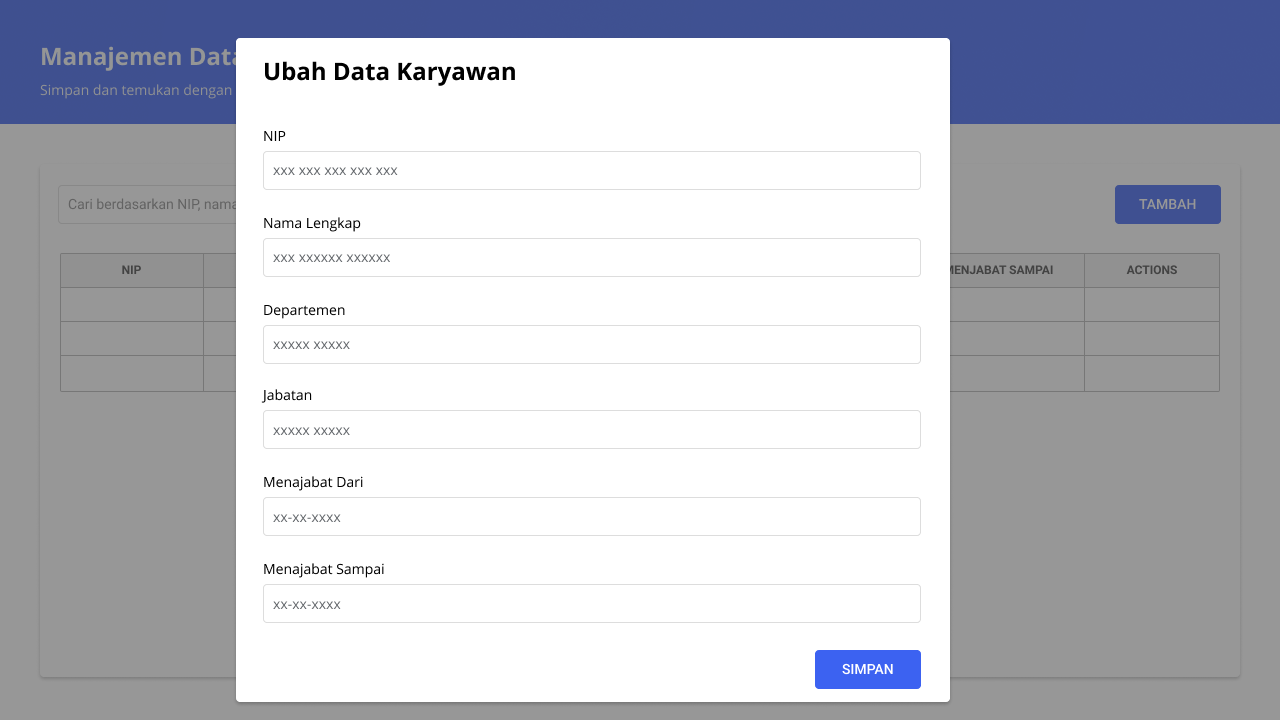 Manajemen Data
Simpan dan temukan dengan
Cari berdasarkan NIP, nama
TAMBAH
NIP
MENJABAT SAMPAI
ACTIONS
Ubah Data Karyawan
NIP
xxx xxx xxx xxx xxx
Nama Lengkap
xxx xxxxxx xxxxxx
Departemen
xxxxx xxxxx
Jabatan
xxxxx xxxxx
Menajabat Dari
xx-xx-xxxx
Menajabat Sampai
xx-xx-xxxx
SIMPAN